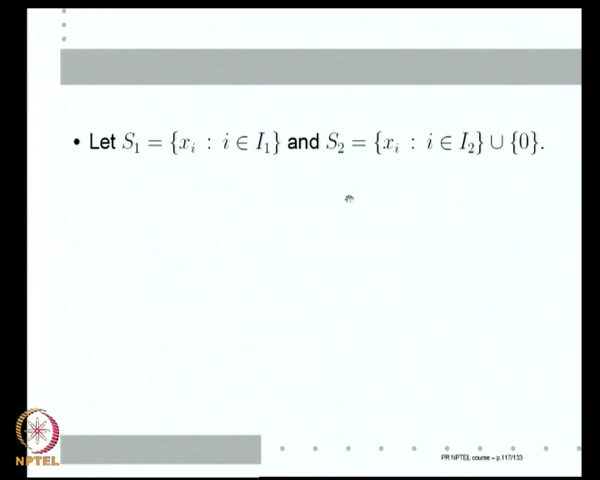 • Let S₁ = {xᵢ : i ∈ I₁} and S₂ = {xᵢ : i ∈ I₂} ∪ {0}.
NPTEL
PR NPTEL course – p.117/133